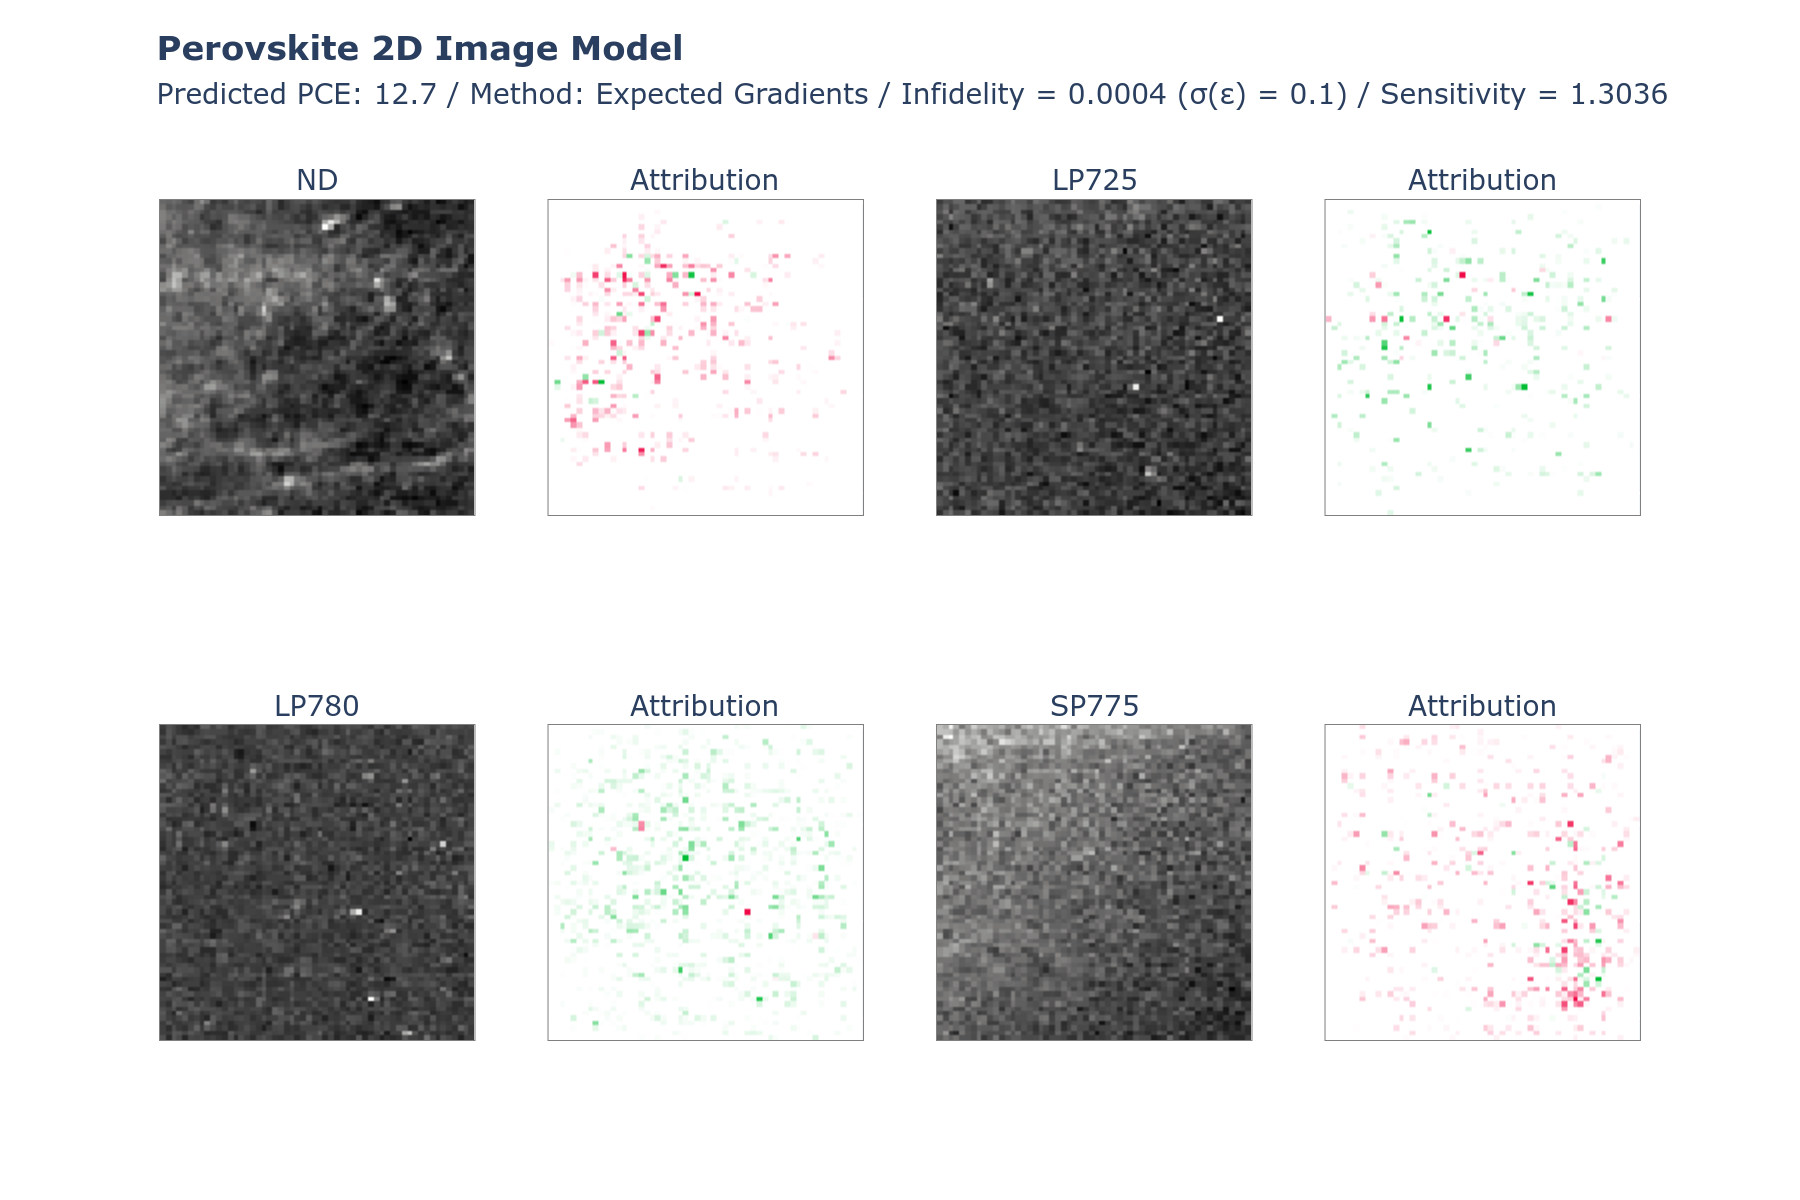 Perovskite 2D Image Model
Predicted PCE: 12.7 / Method: Expected Gradients / Infidelity = 0.0004 (σ(ε) = 0.1) / Sensitivity = 1.3036
ND Attribution LP725 Attribution
LP780 Attribution SP775 Attribution